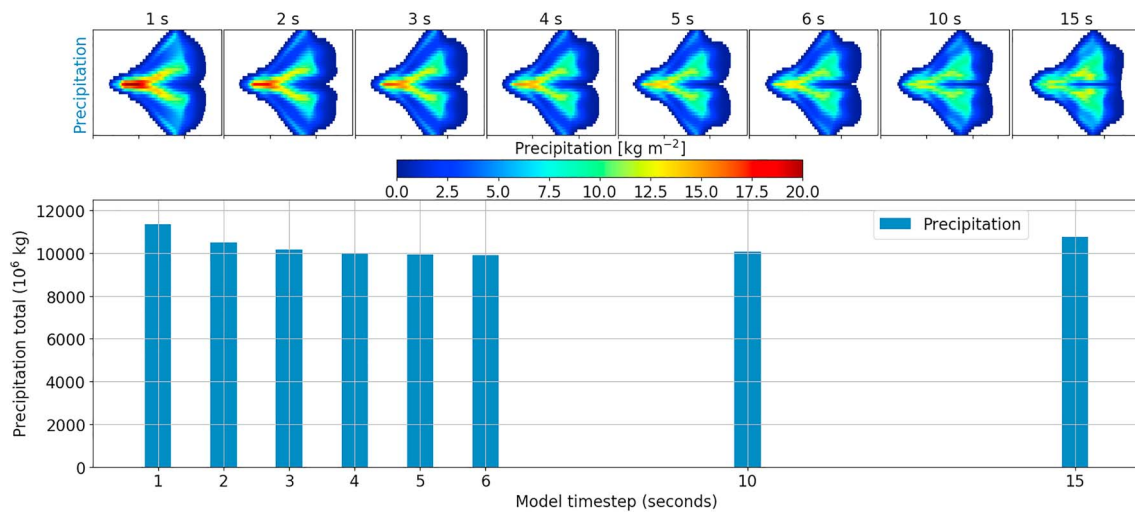 1 s 2 s 3 s 4 s 5 s 6 s 10 s 15 s
Precipitation
Precipitation [kg m⁻²]
0.0 2.5 5.0 7.5 10.0 12.5 15.0 17.5 20.0
Precipitation total (10⁶ kg)
12000
10000
8000
6000
4000
2000
0
Precipitation
1 2 3 4 5 6 10 15
Model timestep (seconds)